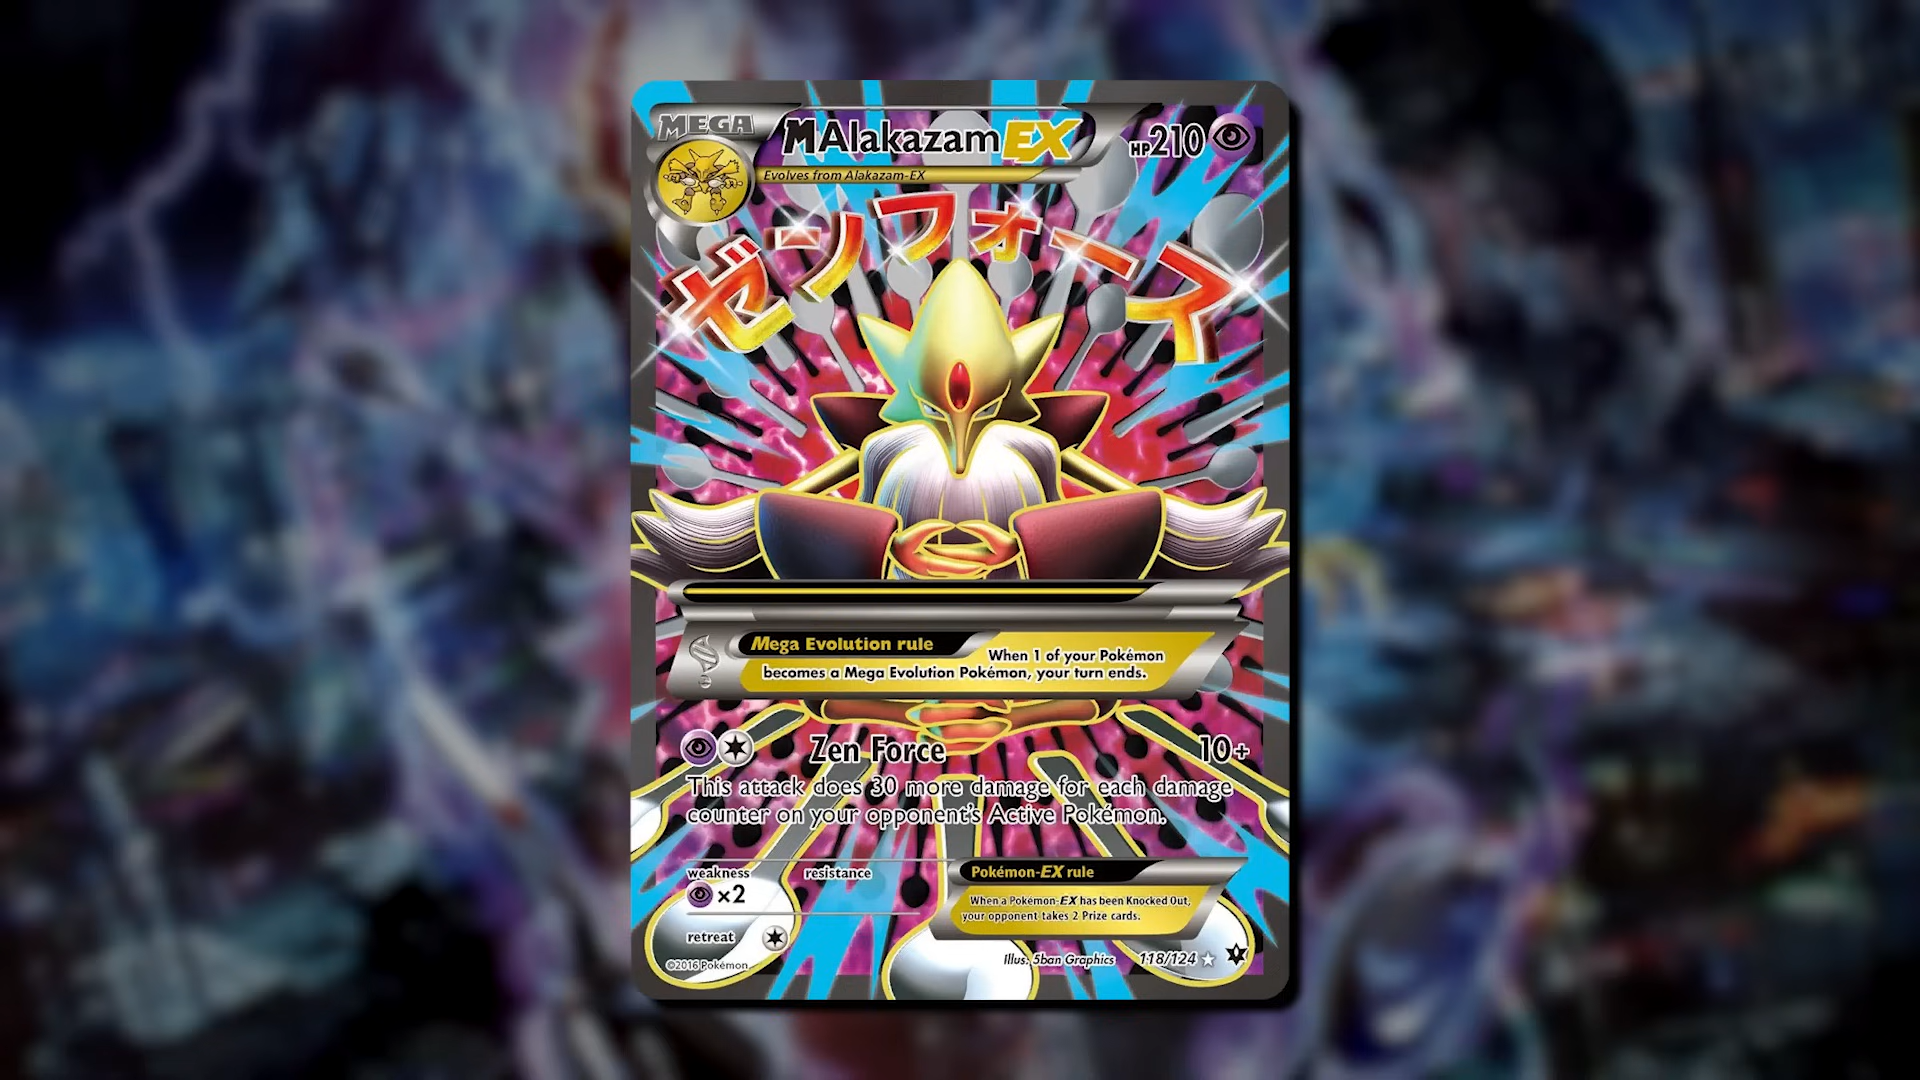 MEGA
MAlakazamEX
HP210
Evolves from Alakazam-EX
ゼンフォース
Mega Evolution rule
When 1 of your Pokémon
becomes a Mega Evolution Pokémon, your turn ends.
Zen Force 10+
This attack does 30 more damage for each damage
counter on your opponent's Active Pokémon.
weakness resistance
×2
Pokémon-EX rule
When a Pokémon-EX has been Knocked Out,
your opponent takes 2 Prize cards.
retreat
©2016 Pokémon
Illus. 5ban Graphics 118/124